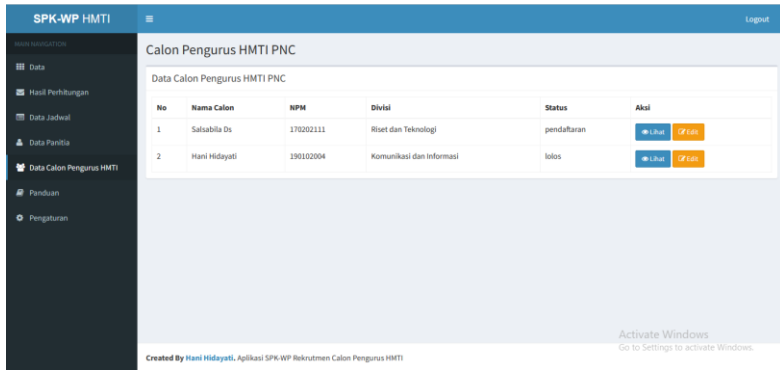 SPK-WP HMTI
Logout
MAIN NAVIGATION
Data
Hasil Perhitungan
Data Jadwal
Data Panitia
Data Calon Pengurus HMTI
Panduan
Pengaturan
Calon Pengurus HMTI PNC
Data Calon Pengurus HMTI PNC
No Nama Calon NPM Divisi Status Aksi
1 Salsabila Ds 170202111 Riset dan Teknologi pendaftaran Lihat Edit
2 Hani Hidayati 190102004 Komunikasi dan Informasi lolos Lihat Edit
Activate Windows
Go to Settings to activate Windows.
Created By Hani Hidayati. Aplikasi SPK-WP Rekrutmen Calon Pengurus HMTI